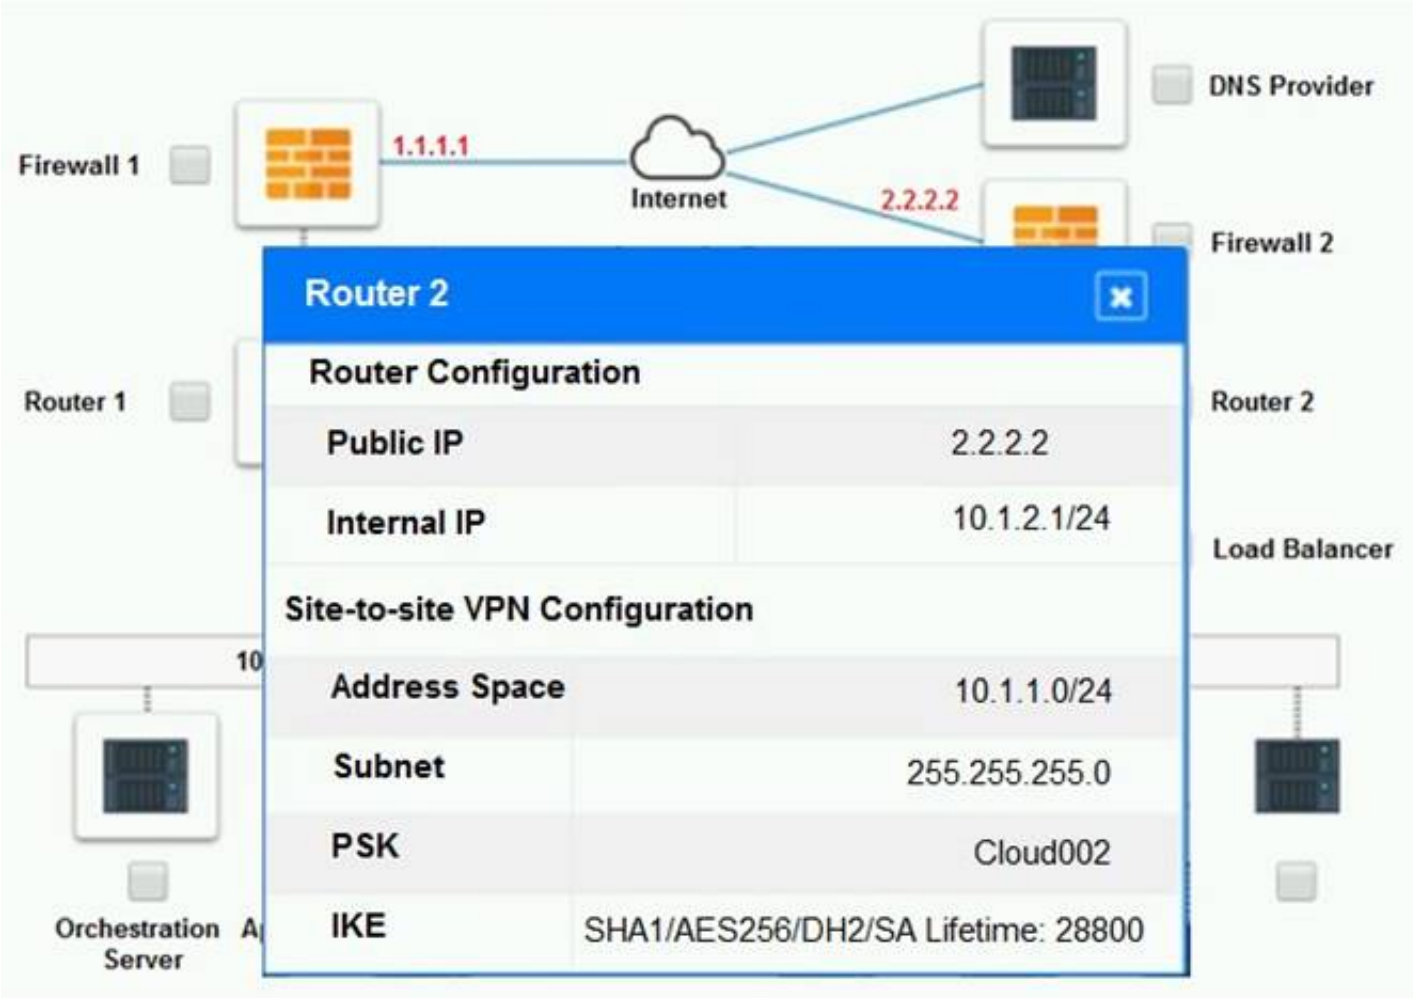 DNS Provider
Firewall 1
1.1.1.1
Internet
2.2.2.2
Firewall 2
Router 2
Router Configuration
Public IP 2.2.2.2
Internal IP 10.1.2.1/24
Site-to-site VPN Configuration
Address Space 10.1.1.0/24
Subnet 255.255.255.0
PSK Cloud002
IKE SHA1/AES256/DH2/SA Lifetime: 28800
Router 1
Router 2
Load Balancer
10
Orchestration
Server